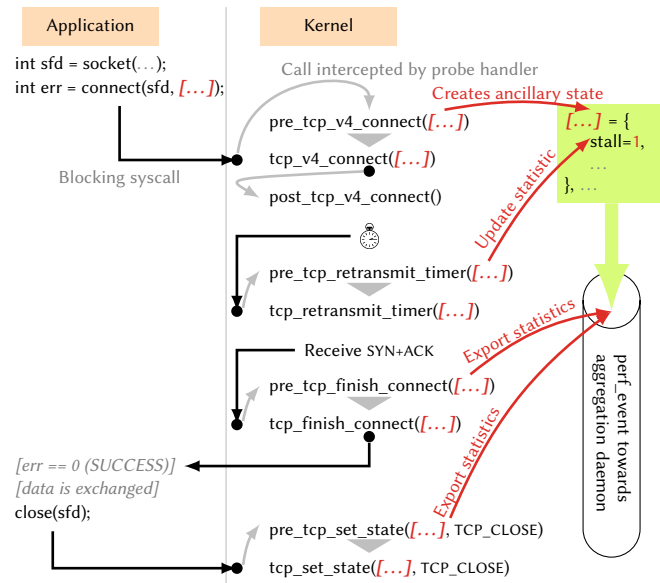 Application
Kernel
int sfd = socket(...);
int err = connect(sfd, [...]);
Call intercepted by probe handler
Creates ancillary state
pre_tcp_v4_connect([...])
[...] = {
stall=1,
...
}, ...
tcp_v4_connect([...])
Blocking syscall
post_tcp_v4_connect()
Update statistic
pre_tcp_retransmit_timer([...])
tcp_retransmit_timer([...])
Export statistics
Receive SYN+ACK
pre_tcp_finish_connect([...])
tcp_finish_connect([...])
perf_event towards
aggregation daemon
[err == 0 (SUCCESS)]
[data is exchanged]
close(sfd);
Export statistics
pre_tcp_set_state([...], TCP_CLOSE)
tcp_set_state([...], TCP_CLOSE)